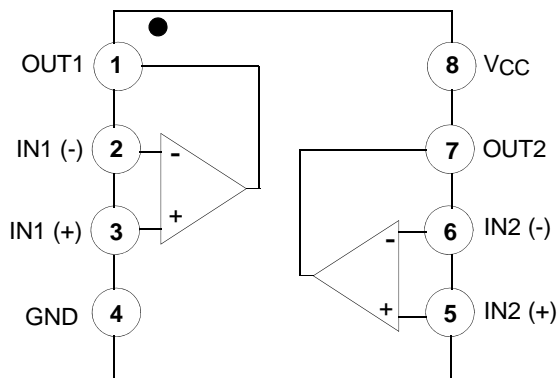 OUT1 1
8 VCC
IN1 (-) 2 -
7 OUT2
IN1 (+) 3 +
- 6 IN2 (-)
GND 4
+ 5 IN2 (+)